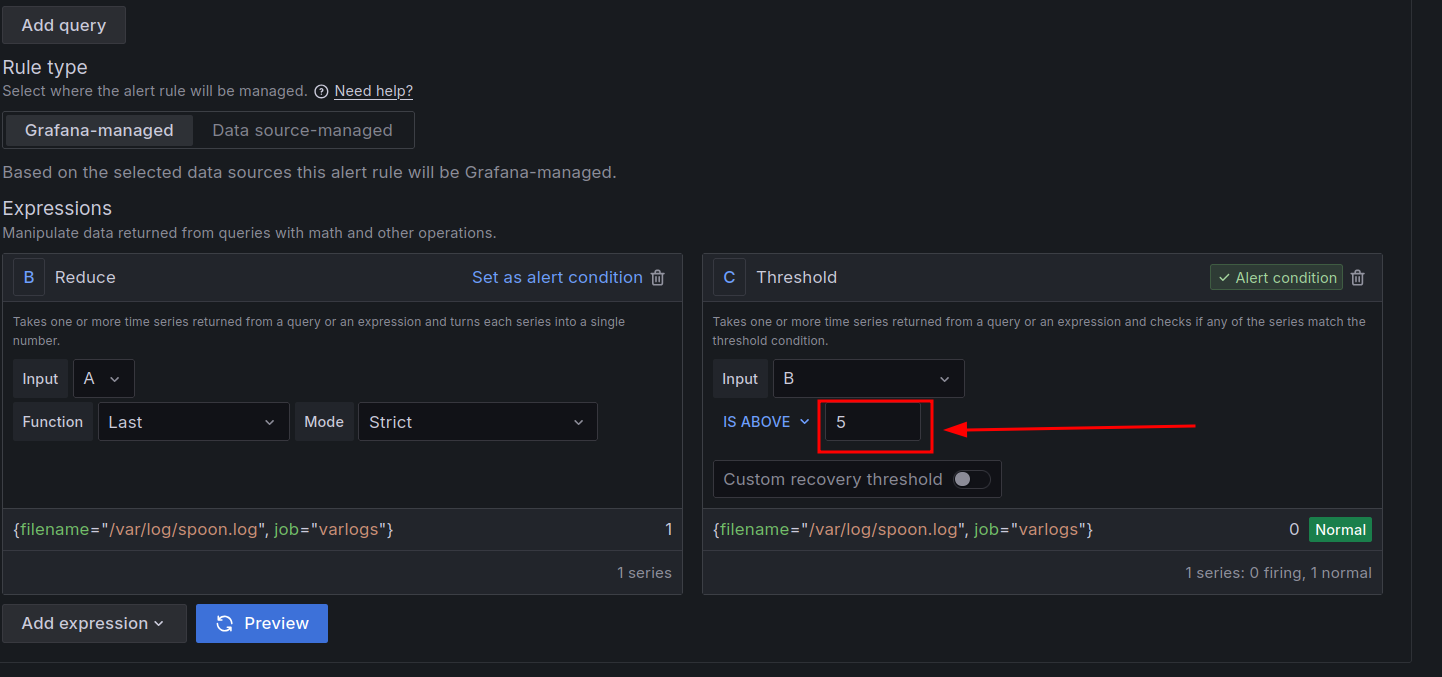 Add query
Rule type
Select where the alert rule will be managed. Need help?
Grafana-managed Data source-managed
Based on the selected data sources this alert rule will be Grafana-managed.
Expressions
Manipulate data returned from queries with math and other operations.
B Reduce Set as alert condition
Takes one or more time series returned from a query or an expression and turns each series into a single
number.
Input A
Function Last Mode Strict
{filename="/var/log/spoon.log", job="varlogs"} 1
1 series
C Threshold Alert condition
Takes one or more time series returned from a query or an expression and checks if any of the series match the
threshold condition.
Input B
IS ABOVE 5
Custom recovery threshold
{filename="/var/log/spoon.log", job="varlogs"} 0 Normal
1 series: 0 firing, 1 normal
Add expression Preview